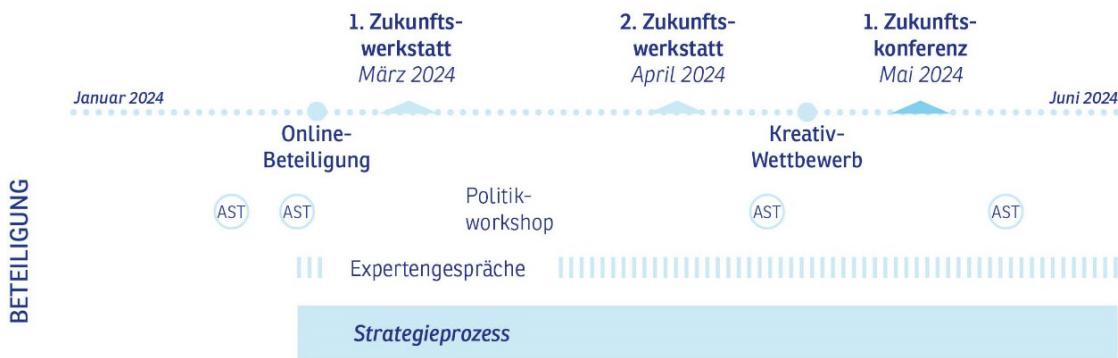 1. Zukunfts-
werkstatt
März 2024
2. Zukunfts-
werkstatt
April 2024
1. Zukunfts-
konferenz
Mai 2024
Januar 2024
Juni 2024
Online-
Beteiligung
Kreativ-
Wettbewerb
BETEILIGUNG
AST
AST
Politik-
workshop
AST
AST
Expertengespräche
Strategieprozess